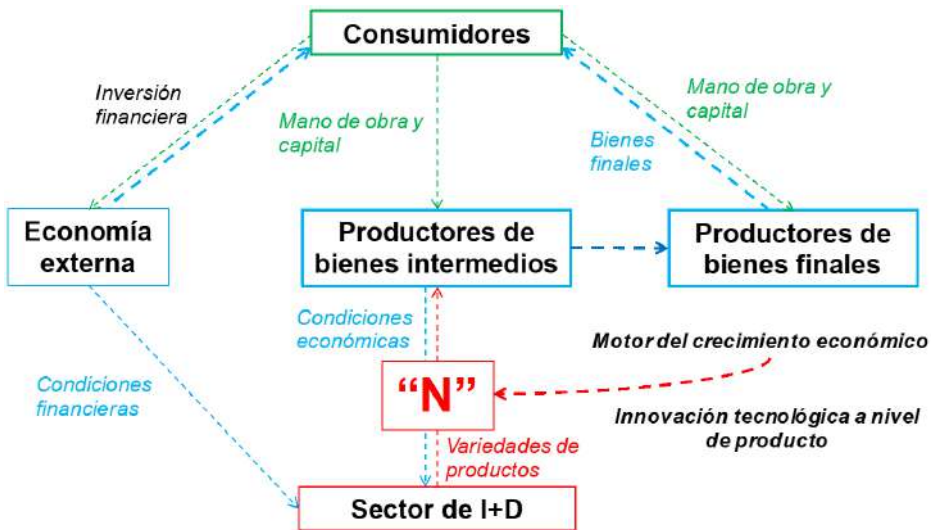 Consumidores
Inversión
financiera
Mano de obra y
capital
Bienes
finales
Mano de obra y
capital
Economía
externa
Productores de
bienes intermedios
Productores de
bienes finales
Condiciones
económicas
Motor del crecimiento económico
Condiciones
financieras
“N”
Innovación tecnológica a nivel
de producto
Variedades de
productos
Sector de I+D